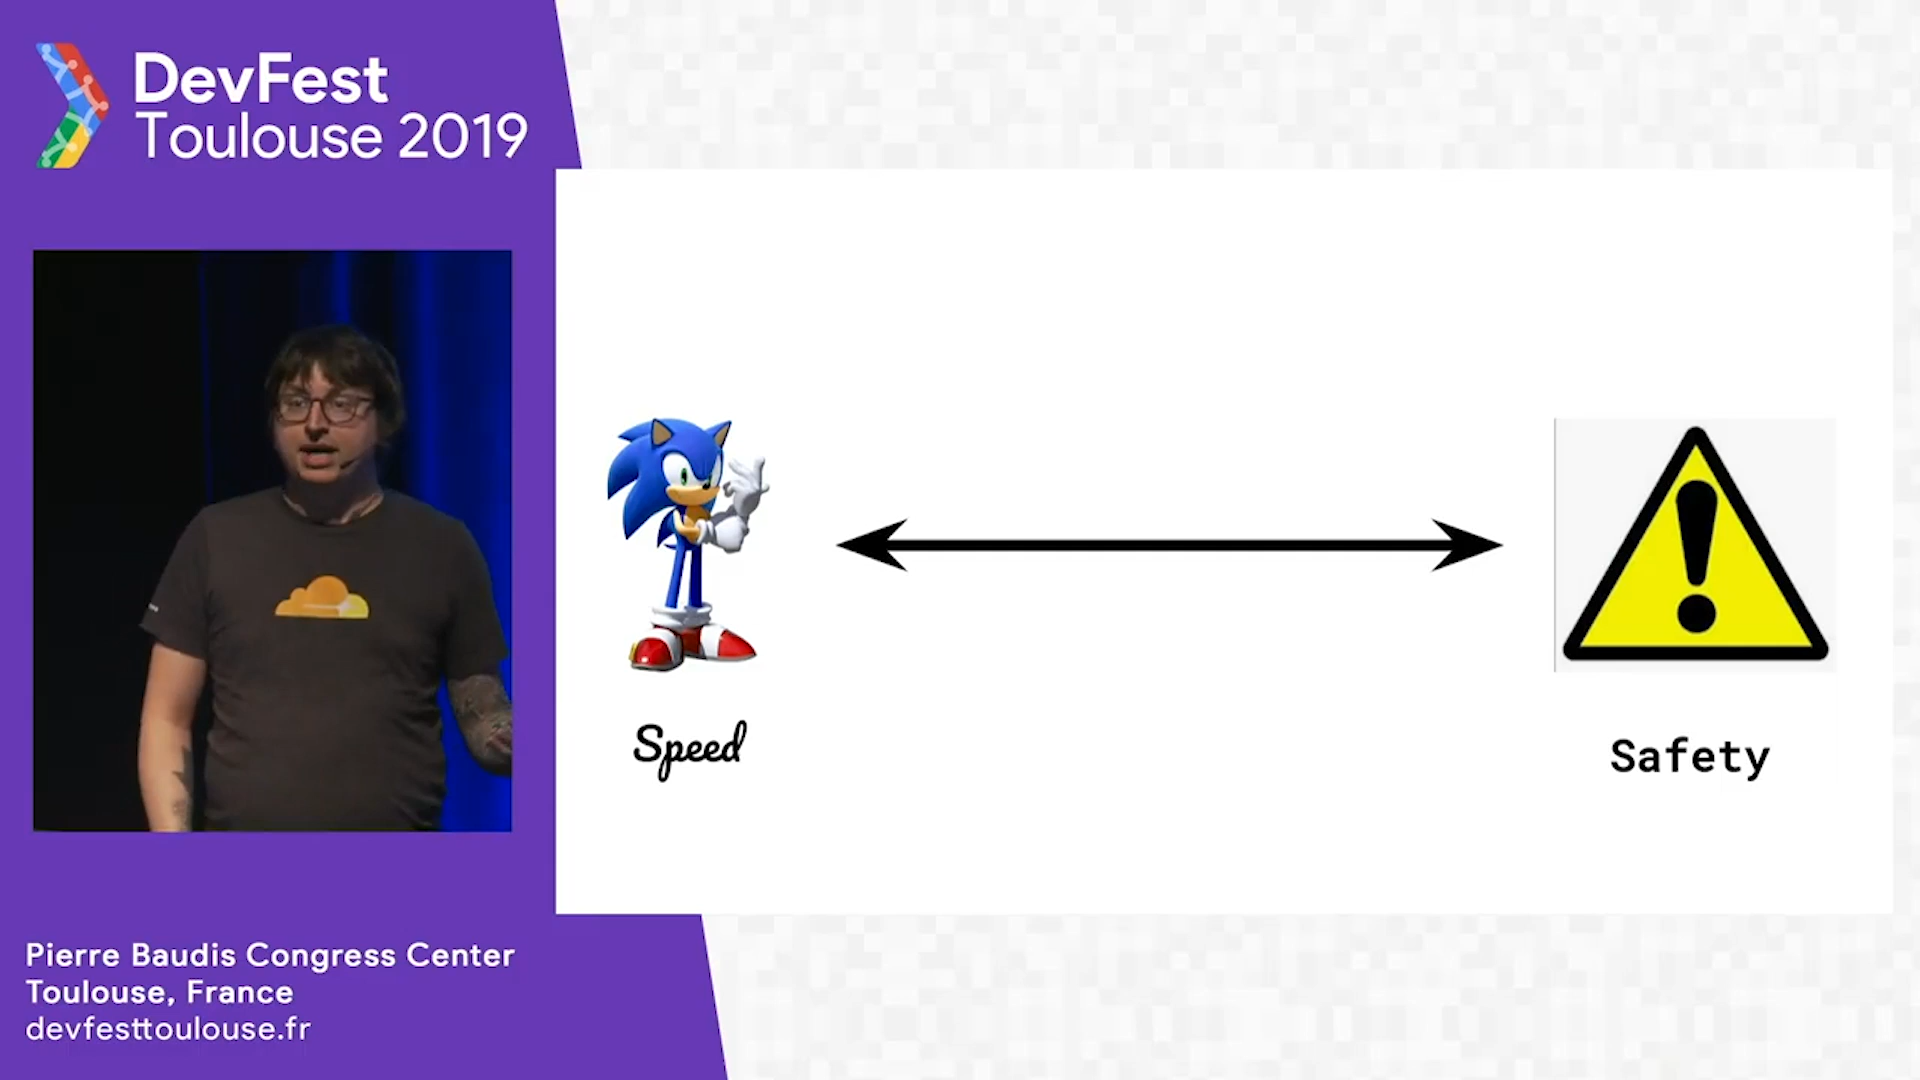 DevFest
Toulouse 2019
Speed
Safety
Pierre Baudis Congress Center
Toulouse, France
devfesttoulouse.fr